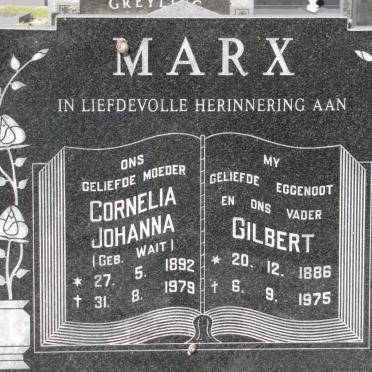 GREYLING
MARX
IN LIEFDEVOLLE HERINNERING AAN
ONS
GELIEFDE MOEDER
CORNELIA
JOHANNA
(GEB. WAIT)
* 27. 5. 1892
† 31. 8. 1979
MY
GELIEFDE EGGENOOT
EN ONS VADER
GILBERT
* 20. 12. 1886
† 6. 9. 1975